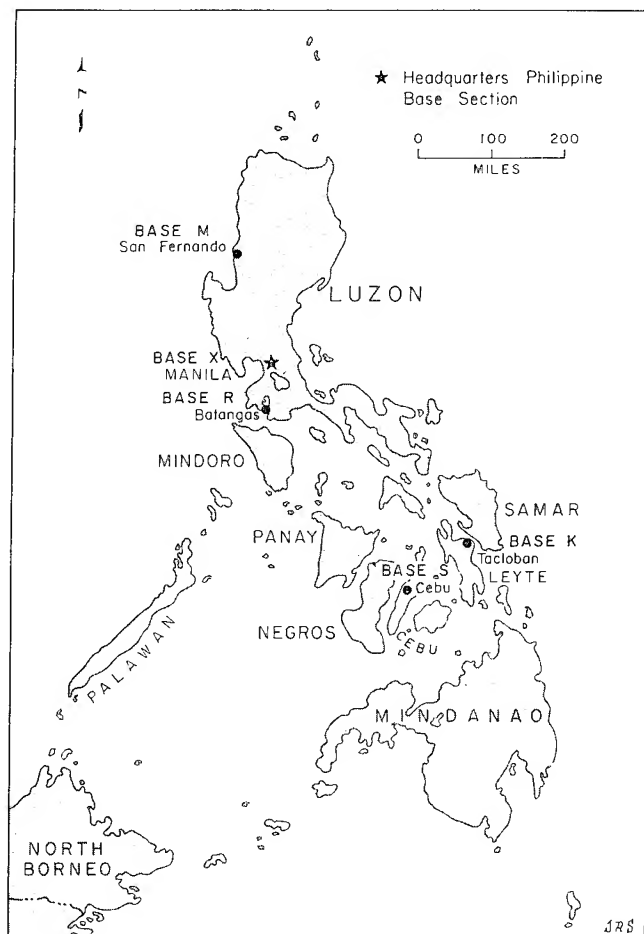 ★ Headquarters Philippine
Base Section
0 100 200
MILES
BASE M
San Fernando
LUZON
BASE X
MANILA
BASE R
Batangas
MINDORO
SAMAR
PANAY
BASE K
Tacloban
BASE S
LEYTE
Cebu
NEGROS
CEBU
PALAWAN
MINDANAO
NORTH
BORNEO
JRS